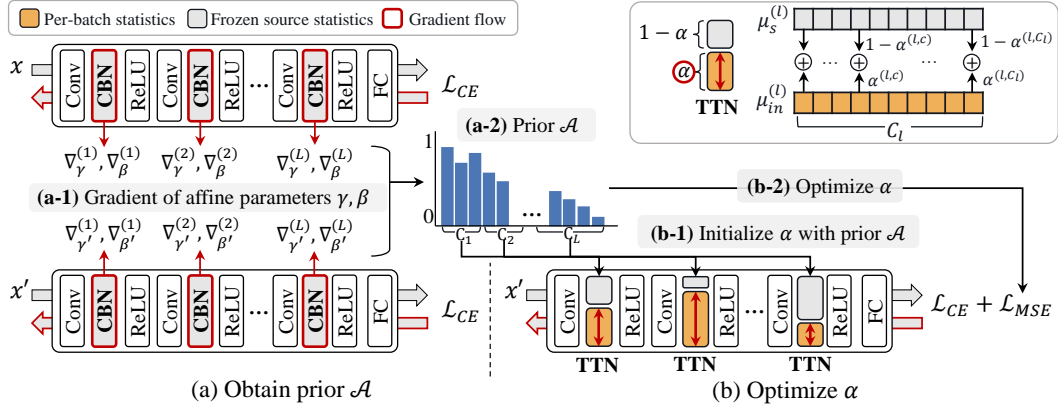 Per-batch statistics
Frozen source statistics
Gradient flow
x
Conv
CBN
ReLU
Conv
CBN
ReLU
...
Conv
CBN
ReLU
FC
ℒ_CE
∇_γ^(1), ∇_β^(1)
∇_γ^(2), ∇_β^(2)
∇_γ^(L), ∇_β^(L)
(a-1) Gradient of affine parameters γ, β
∇_γ′^(1), ∇_β′^(1)
∇_γ′^(2), ∇_β′^(2)
∇_γ′^(L), ∇_β′^(L)
x′
Conv
CBN
ReLU
Conv
CBN
ReLU
...
Conv
CBN
ReLU
FC
ℒ_CE
(a) Obtain prior 𝒜
(a-2) Prior 𝒜
1
0
...
C_1
C_2
C_L
1 − α
α
TTN
μ_s^(l)
1 − α^(l,c)
1 − α^(l,C_l)
...
...
α^(l,c)
α^(l,C_l)
μ_in^(l)
C_l
(b-2) Optimize α
(b-1) Initialize α with prior 𝒜
x′
Conv
ReLU
Conv
ReLU
...
Conv
ReLU
FC
ℒ_CE + ℒ_MSE
TTN
TTN
TTN
(b) Optimize α